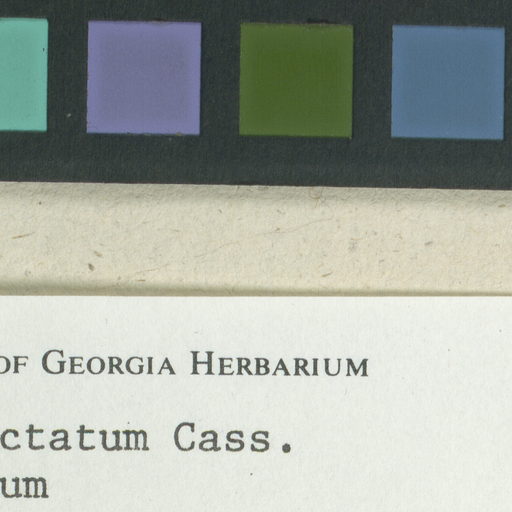 OF GEORGIA HERBARIUM
ctatum Cass.
um